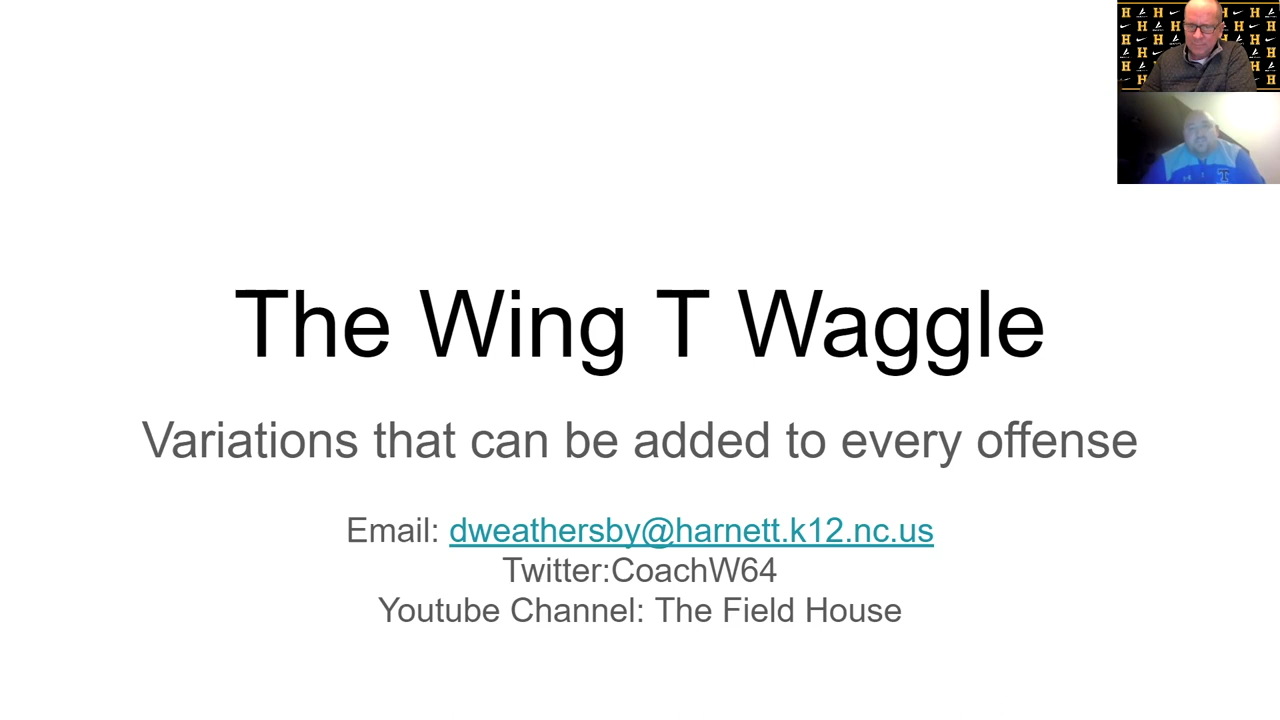 The Wing T Waggle
Variations that can be added to every offense
Email: dweathersby@harnett.k12.nc.us
Twitter:CoachW64
Youtube Channel: The Field House
H H H H
H H
H H
H H
H H
T